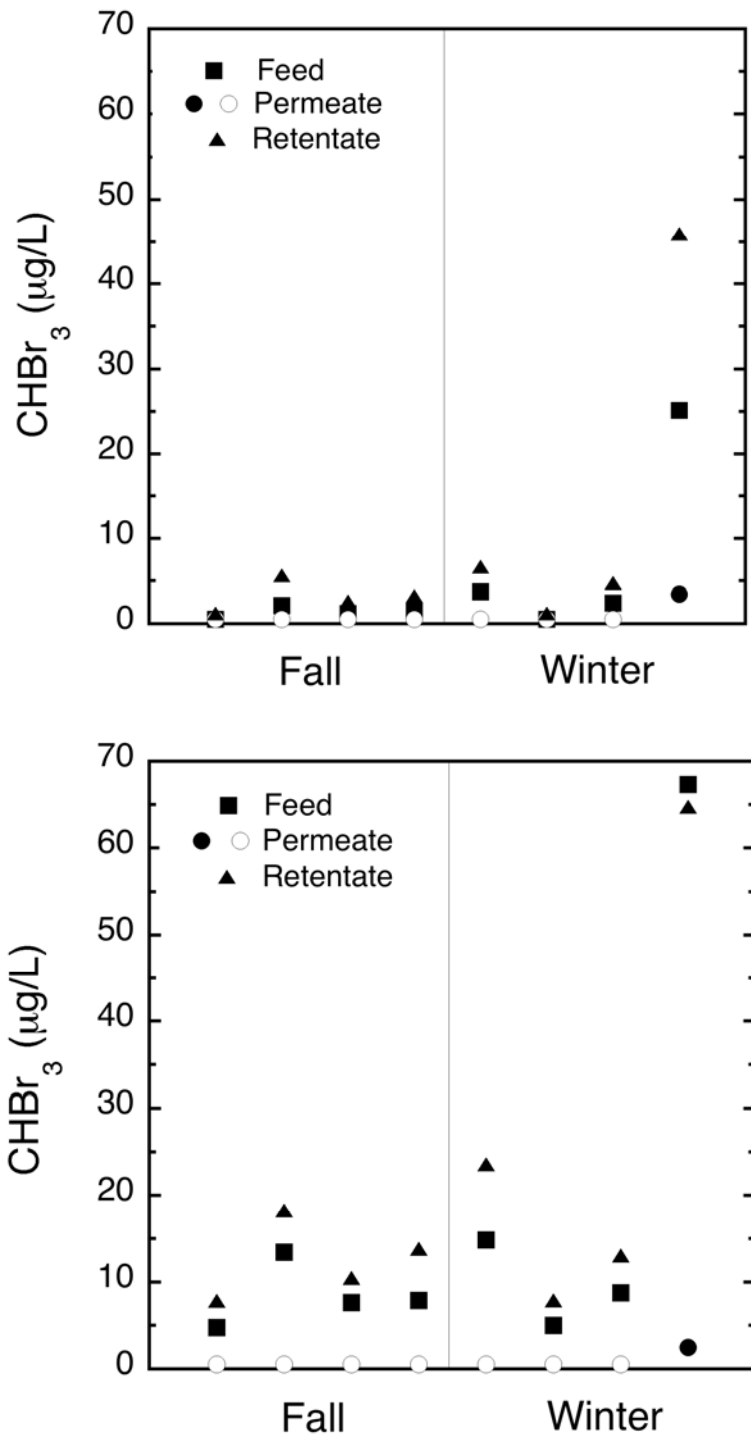 70
60
50
40
30
20
10
0
CHBr3 (μg/L)
Feed
Permeate
Retentate
Fall Winter
70
60
50
40
30
20
10
0
CHBr3 (μg/L)
Feed
Permeate
Retentate
Fall Winter